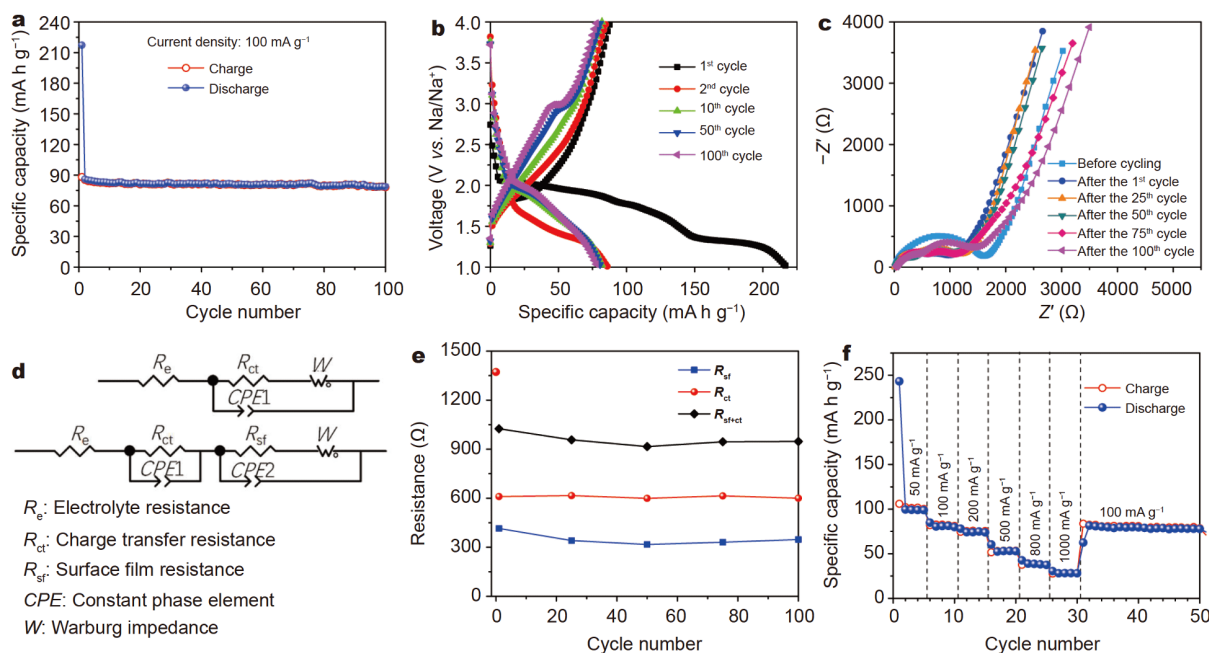 a
Specific capacity (mA h g⁻¹)
240
210
180
150
120
90
60
30
0
Current density: 100 mA g⁻¹
Charge
Discharge
0 20 40 60 80 100
Cycle number
b
Voltage (V vs. Na/Na⁺)
4.0
3.0
2.0
1.0
1st cycle
2nd cycle
10th cycle
50th cycle
100th cycle
0 50 100 150 200
Specific capacity (mA h g⁻¹)
c
−Z′ (Ω)
4000
3000
2000
1000
0
Before cycling
After the 1st cycle
After the 25th cycle
After the 50th cycle
After the 75th cycle
After the 100th cycle
0 1000 2000 3000 4000 5000
Z′ (Ω)
d
Re Rct W
CPE1
Re Rct Rsf W
CPE1 CPE2
Re: Electrolyte resistance
Rct: Charge transfer resistance
Rsf: Surface film resistance
CPE: Constant phase element
W: Warburg impedance
e
Resistance (Ω)
1500
1200
900
600
300
0
Rsf
Rct
Rsf+ct
0 20 40 60 80 100
Cycle number
f
Specific capacity (mA h g⁻¹)
300
250
200
150
100
50
0
Charge
Discharge
50 mA g⁻¹
100 mA g⁻¹
200 mA g⁻¹
500 mA g⁻¹
800 mA g⁻¹
1000 mA g⁻¹
100 mA g⁻¹
0 10 20 30 40 50
Cycle number